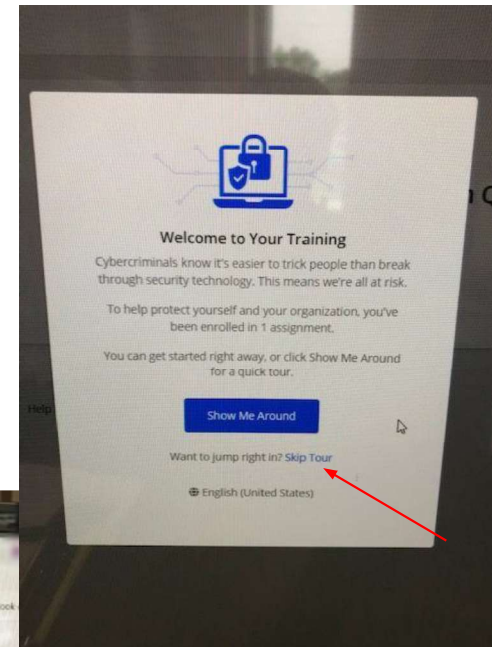 Welcome to Your Training
Cybercriminals know it's easier to trick people than break
through security technology. This means we're all at risk.
To help protect yourself and your organization, you've
been enrolled in 1 assignment.
You can get started right away, or click Show Me Around
for a quick tour.
Help
Show Me Around
Want to jump right in? Skip Tour
English (United States)